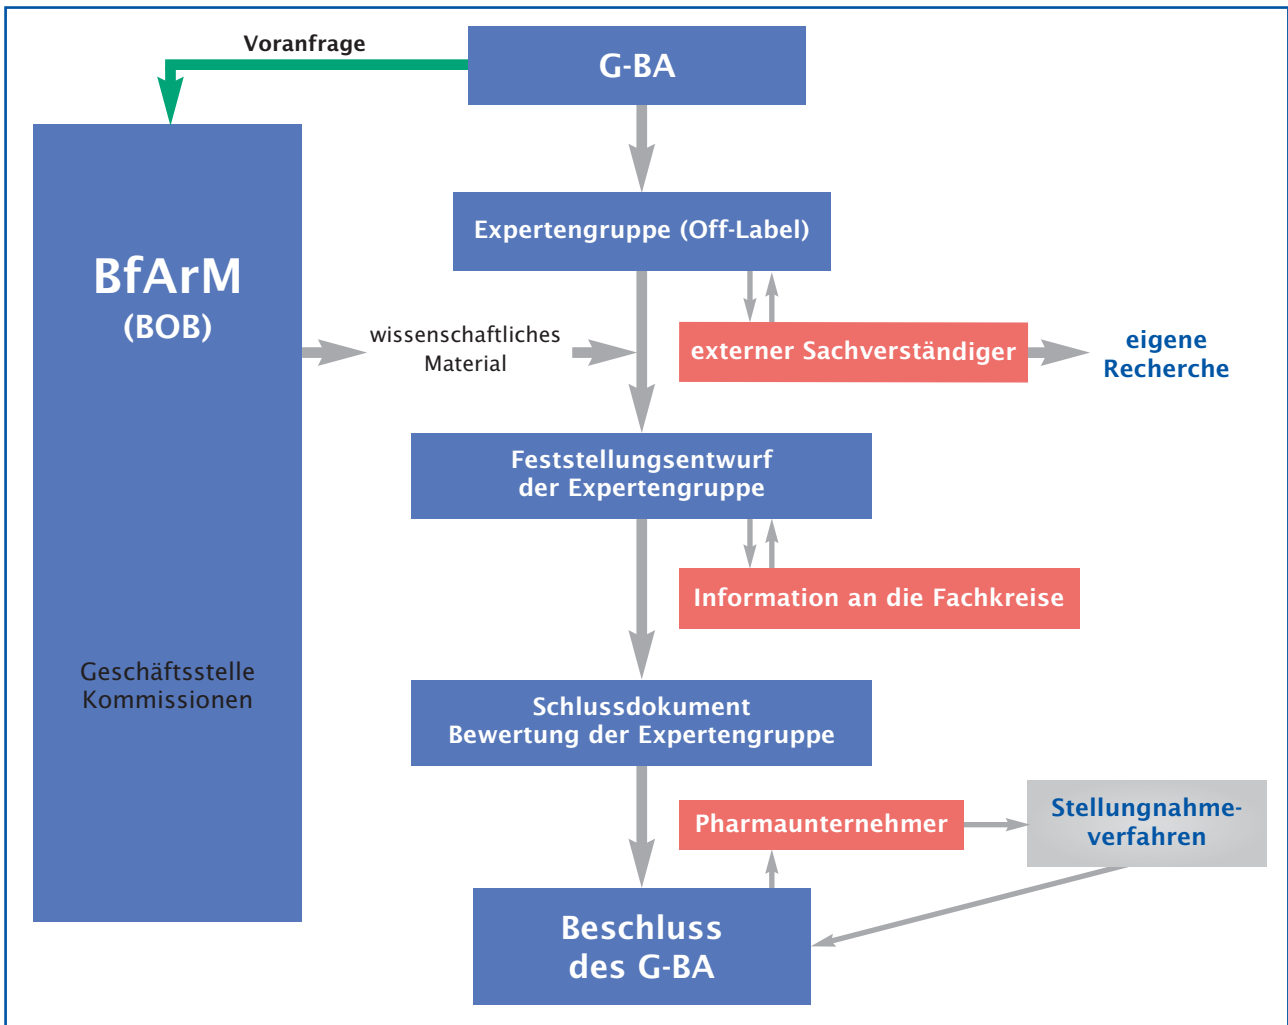 Voranfrage
G-BA
Expertengruppe (Off-Label)
BfArM
(BOB)
wissenschaftliches
Material
externer Sachverständiger
eigene
Recherche
Feststellungsentwurf
der Expertengruppe
Information an die Fachkreise
Geschäftsstelle
Kommissionen
Schlussdokument
Bewertung der Expertengruppe
Pharmaunternehmer
Stellungnahme-
verfahren
Beschluss
des G-BA